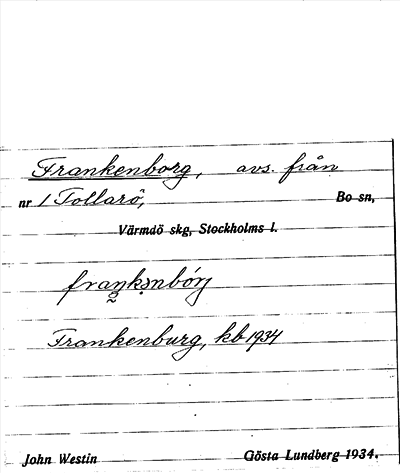 Frankenborg, avs. från
nr 1 Tollarö, Bo sn,
Värmdö skg, Stockholms l.
Frankenburg, kb 1934
John Westin Gösta Lundberg 1934.